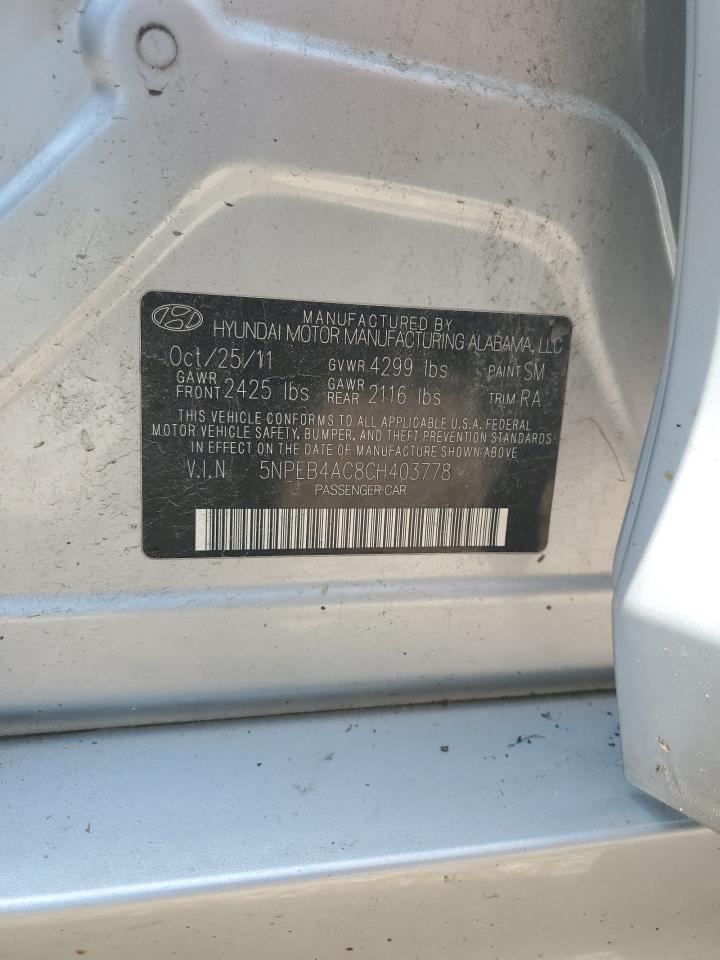 MANUFACTURED BY
HYUNDAI MOTOR MANUFACTURING ALABAMA, LLC
Oct/25/11 GVWR 4299 lbs PAINT SM
GAWR FRONT 2425 lbs GAWR REAR 2116 lbs TRIM RA
THIS VEHICLE CONFORMS TO ALL APPLICABLE U.S.A. FEDERAL
MOTOR VEHICLE SAFETY, BUMPER, AND THEFT PREVENTION STANDARDS
IN EFFECT ON THE DATE OF MANUFACTURE SHOWN ABOVE
V.I.N 5NPEB4AC8CH403778
PASSENGER CAR